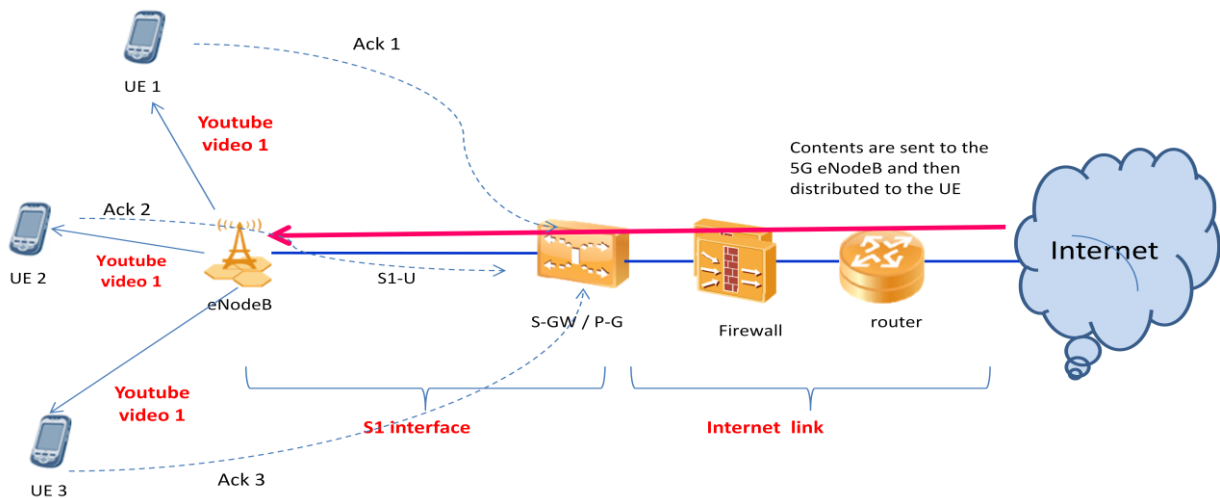 Ack 1
UE 1
Youtube
video 1
Contents are sent to the
5G eNodeB and then
distributed to the UE
Ack 2
UE 2
Youtube
video 1
eNodeB
S1-U
S-GW / P-G
Firewall
router
Internet
Youtube
video 1
S1 interface
Internet link
Ack 3
UE 3